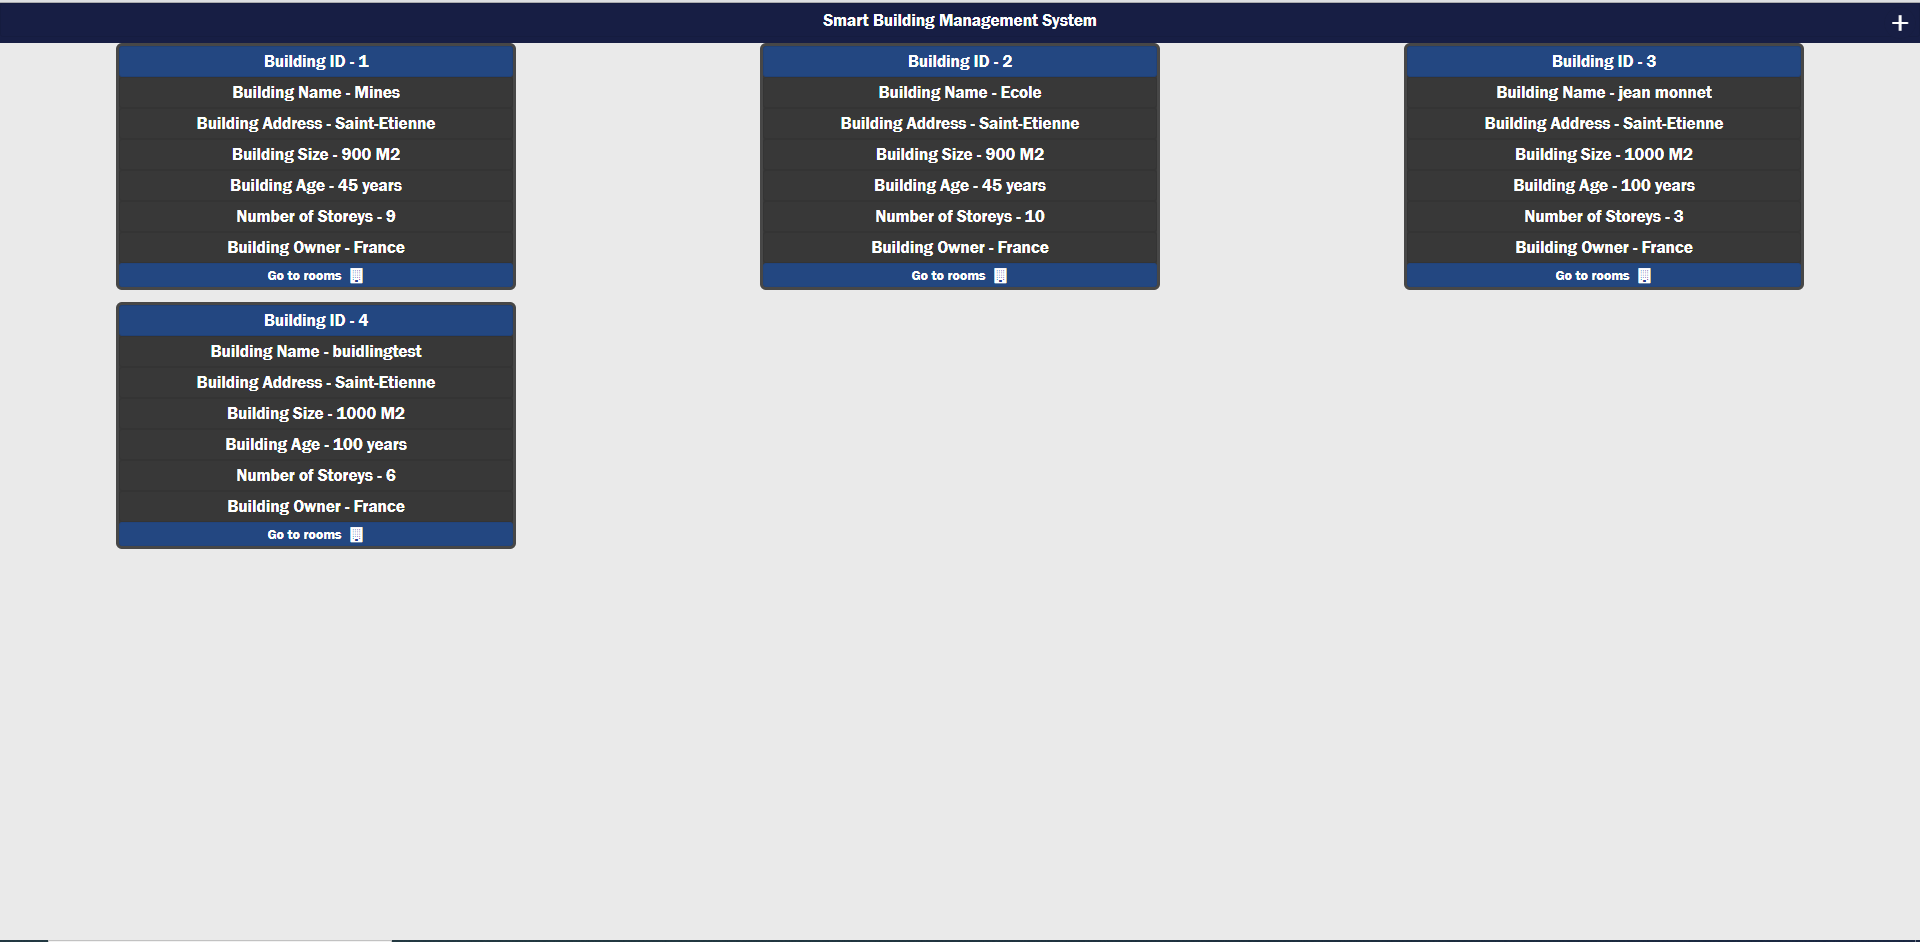 Smart Building Management System
+
Building ID - 1
Building Name - Mines
Building Address - Saint-Etienne
Building Size - 900 M2
Building Age - 45 years
Number of Storeys - 9
Building Owner - France
Go to rooms
Building ID - 2
Building Name - Ecole
Building Address - Saint-Etienne
Building Size - 900 M2
Building Age - 45 years
Number of Storeys - 10
Building Owner - France
Go to rooms
Building ID - 3
Building Name - jean monnet
Building Address - Saint-Etienne
Building Size - 1000 M2
Building Age - 100 years
Number of Storeys - 3
Building Owner - France
Go to rooms
Building ID - 4
Building Name - buidlingtest
Building Address - Saint-Etienne
Building Size - 1000 M2
Building Age - 100 years
Number of Storeys - 6
Building Owner - France
Go to rooms